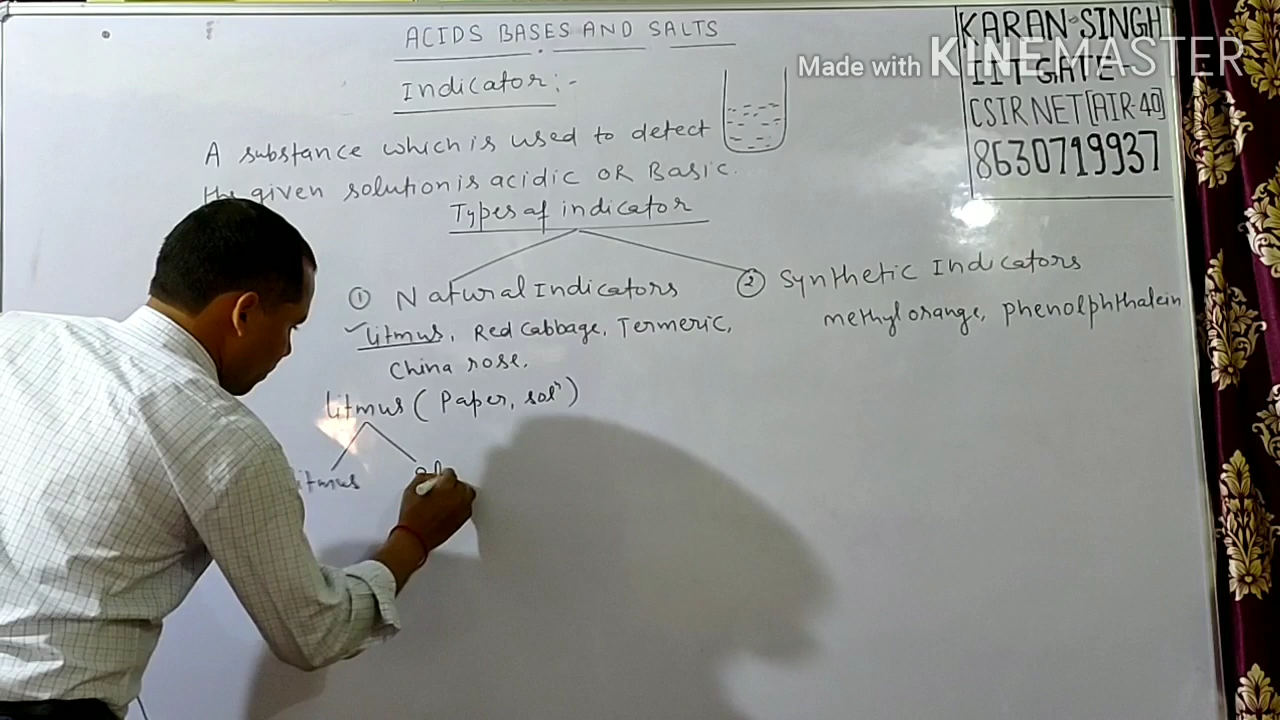 ACIDS BASES AND SALTS
Indicator:-
A substance which is used to detect
the given solution is acidic OR Basic.
Types of indicator
① Natural Indicators
② Synthetic Indicators
✓litmus, Red Cabbage, Termeric,
China rose.
methyl orange, phenolphthalein
litmus (Paper, solⁿ)
itmus
KARAN SINGH
IIT GATE-
CSIR NET [AIR-40]
8630719937
Made with KINEMASTER